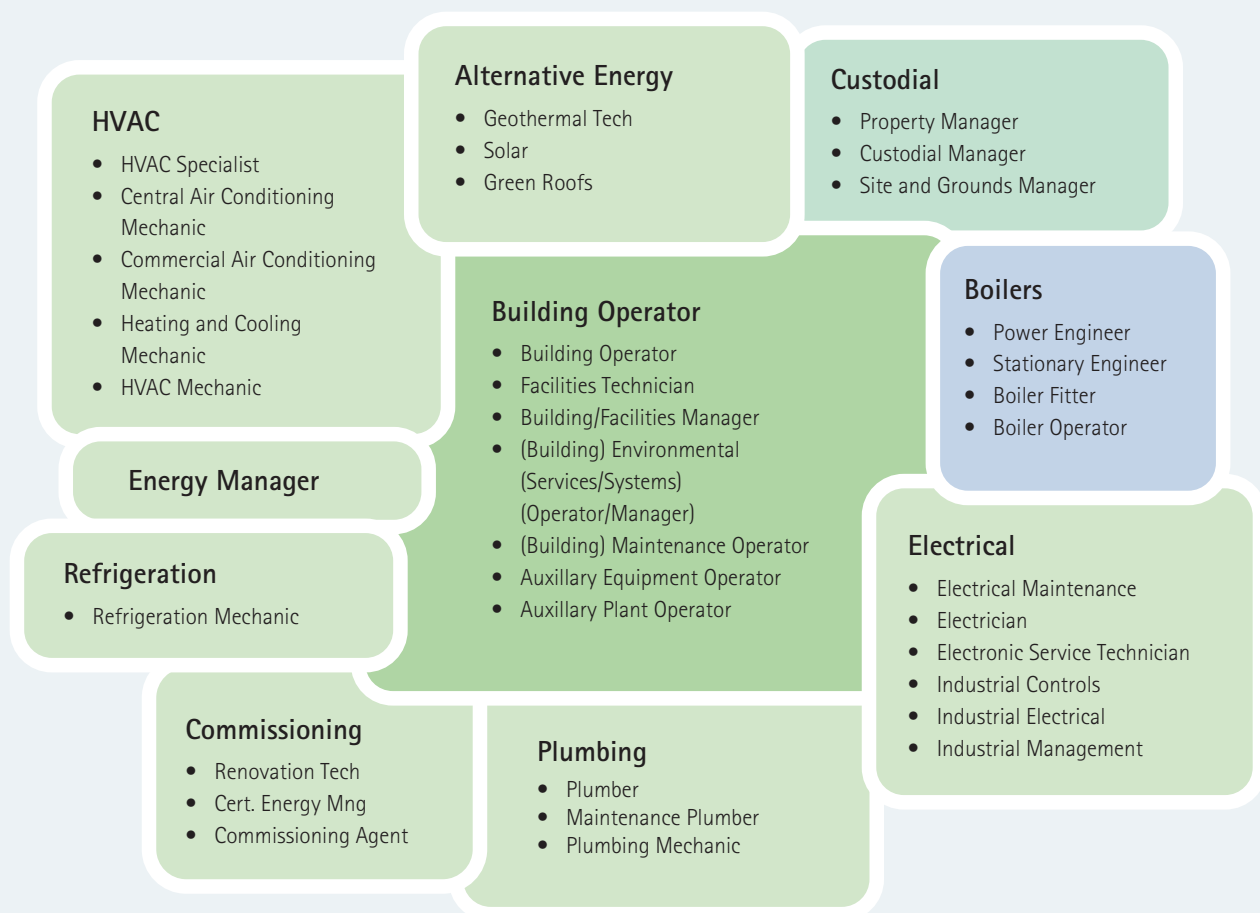 HVAC
• HVAC Specialist
• Central Air Conditioning
Mechanic
• Commercial Air Conditioning
Mechanic
• Heating and Cooling
Mechanic
• HVAC Mechanic
Alternative Energy
• Geothermal Tech
• Solar
• Green Roofs
Custodial
• Property Manager
• Custodial Manager
• Site and Grounds Manager
Building Operator
• Building Operator
• Facilities Technician
• Building/Facilities Manager
• (Building) Environmental
(Services/Systems)
(Operator/Manager)
• (Building) Maintenance Operator
• Auxillary Equipment Operator
• Auxillary Plant Operator
Boilers
• Power Engineer
• Stationary Engineer
• Boiler Fitter
• Boiler Operator
Energy Manager
Refrigeration
• Refrigeration Mechanic
Electrical
• Electrical Maintenance
• Electrician
• Electronic Service Technician
• Industrial Controls
• Industrial Electrical
• Industrial Management
Commissioning
• Renovation Tech
• Cert. Energy Mng
• Commissioning Agent
Plumbing
• Plumber
• Maintenance Plumber
• Plumbing Mechanic